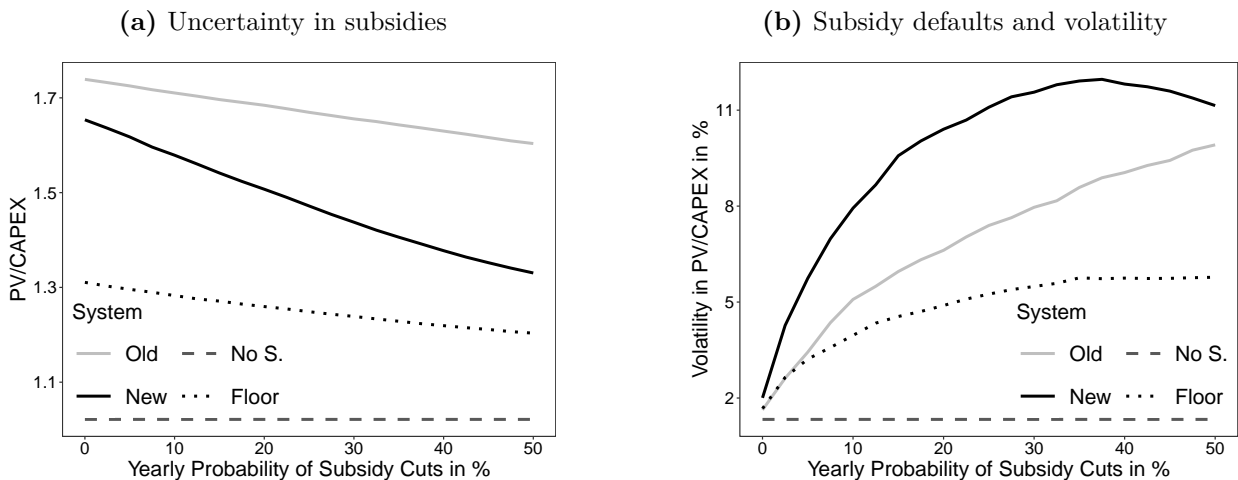 (a) Uncertainty in subsidies
PV/CAPEX
1.7
1.5
1.3
1.1
System
Old
No S.
New
Floor
0 10 20 30 40 50
Yearly Probability of Subsidy Cuts in %
(b) Subsidy defaults and volatility
Volatility in PV/CAPEX in %
11
8
5
2
System
Old
No S.
New
Floor
0 10 20 30 40 50
Yearly Probability of Subsidy Cuts in %